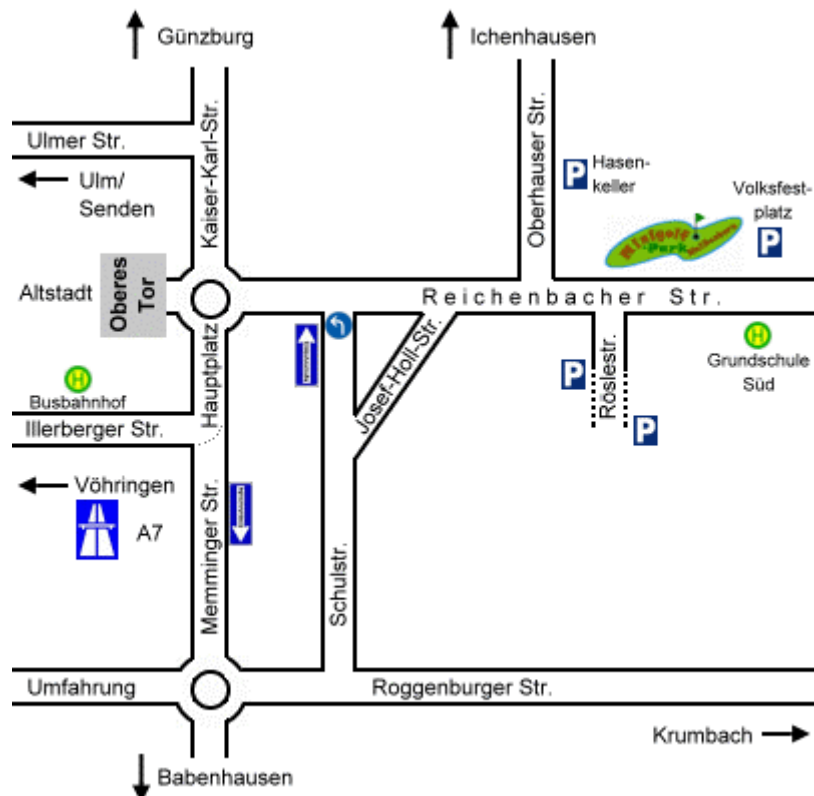 Günzburg
Ichenhausen
Kaiser-Karl-Str.
Oberhauser Str.
Ulmer Str.
Ulm/
Senden
P
Hasen-
keller
Volksfest-
platz
P
Minigolf
Park
Altstadt
Oberes
Tor
Reichenbacher Str.
Hauptplatz
Josef-Holl-Str.
H
Grundschule
Süd
H
Busbahnhof
P
Röslestr.
P
Illerberger Str.
Vöhringen
A7
Memminger Str.
Schulstr.
Umfahrung
Roggenburger Str.
Krumbach
Babenhausen